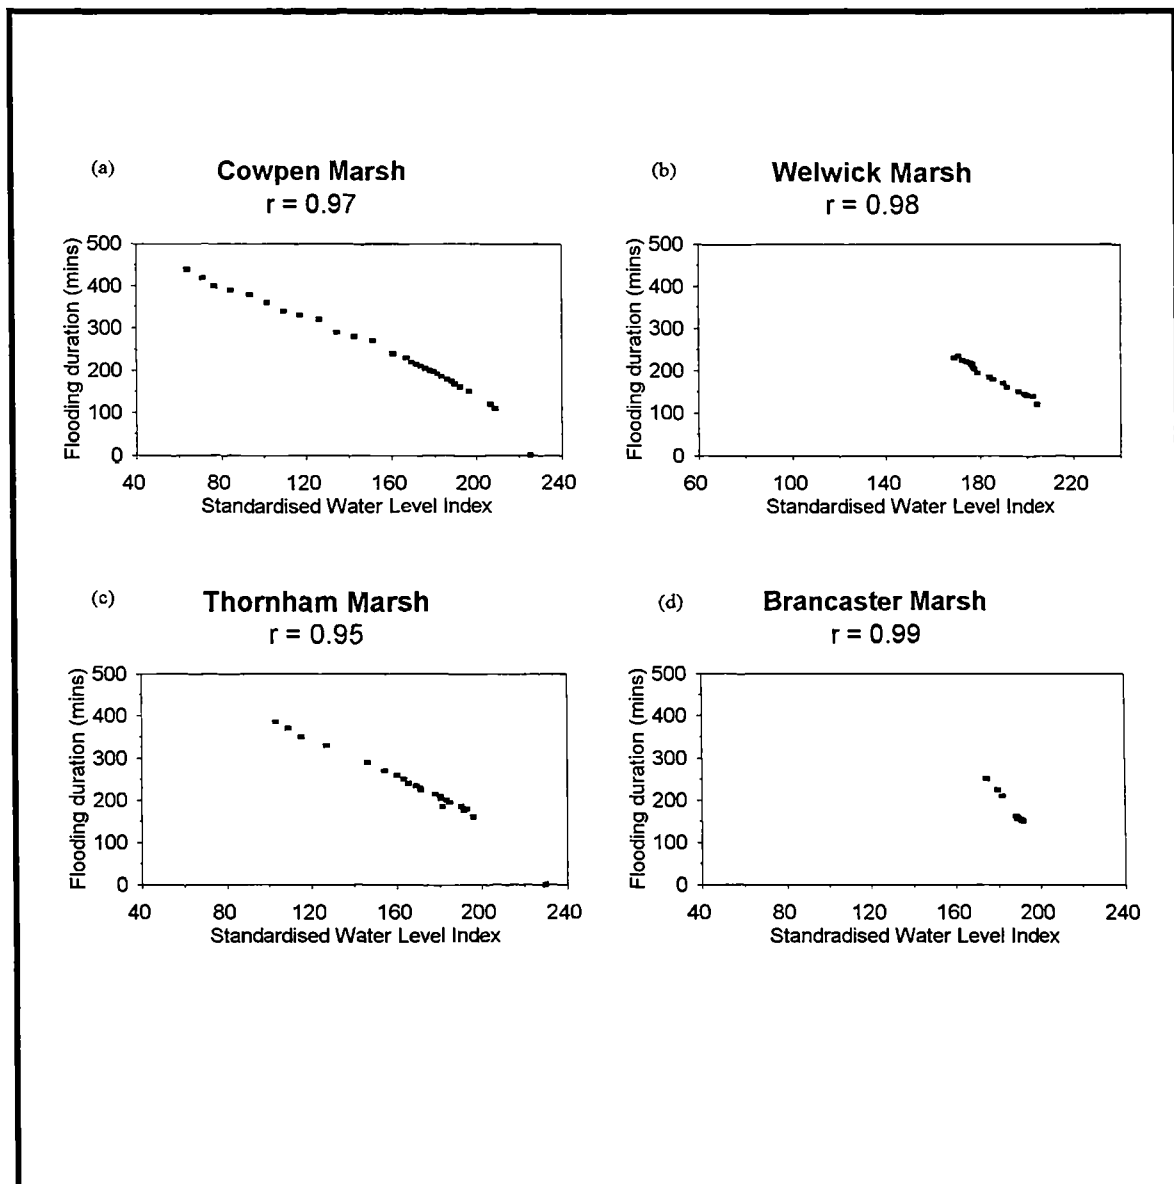 (a)
Cowpen Marsh
r = 0.97
Flooding duration (mins)
500
400
300
200
100
0
40 80 120 160 200 240
Standardised Water Level Index
(b)
Welwick Marsh
r = 0.98
Flooding duration (mins)
500
400
300
200
100
0
60 100 140 180 220
Standardised Water Level Index
(c)
Thornham Marsh
r = 0.95
Flooding duration (mins)
500
400
300
200
100
0
40 80 120 160 200 240
Standardised Water Level Index
(d)
Brancaster Marsh
r = 0.99
Flooding duration (mins)
500
400
300
200
100
0
40 80 120 160 200 240
Standradised Water Level Index